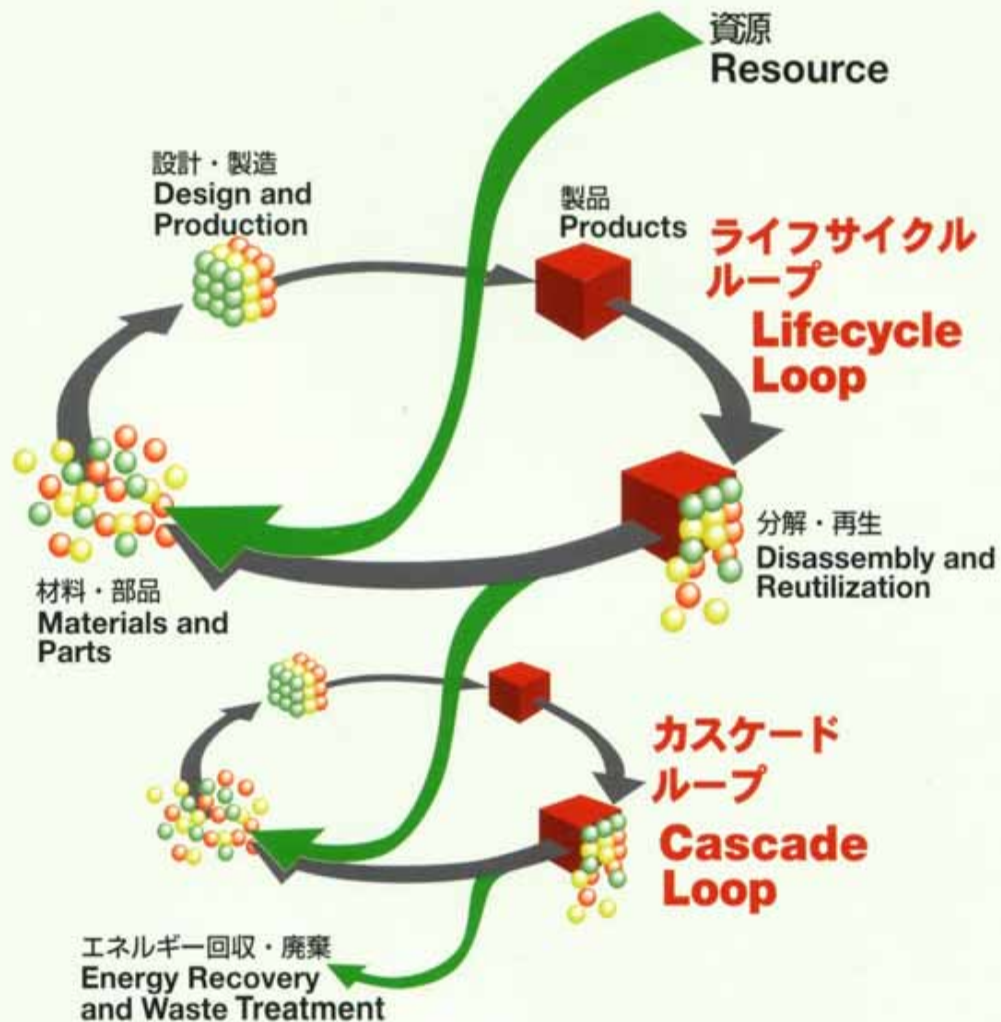 資源
Resource
設計・製造
Design and
Production
製品
Products
ライフサイクル
ループ
Lifecycle
Loop
分解・再生
Disassembly and
Reutilization
材料・部品
Materials and
Parts
カスケード
ループ
Cascade
Loop
エネルギー回収・廃棄
Energy Recovery
and Waste Treatment